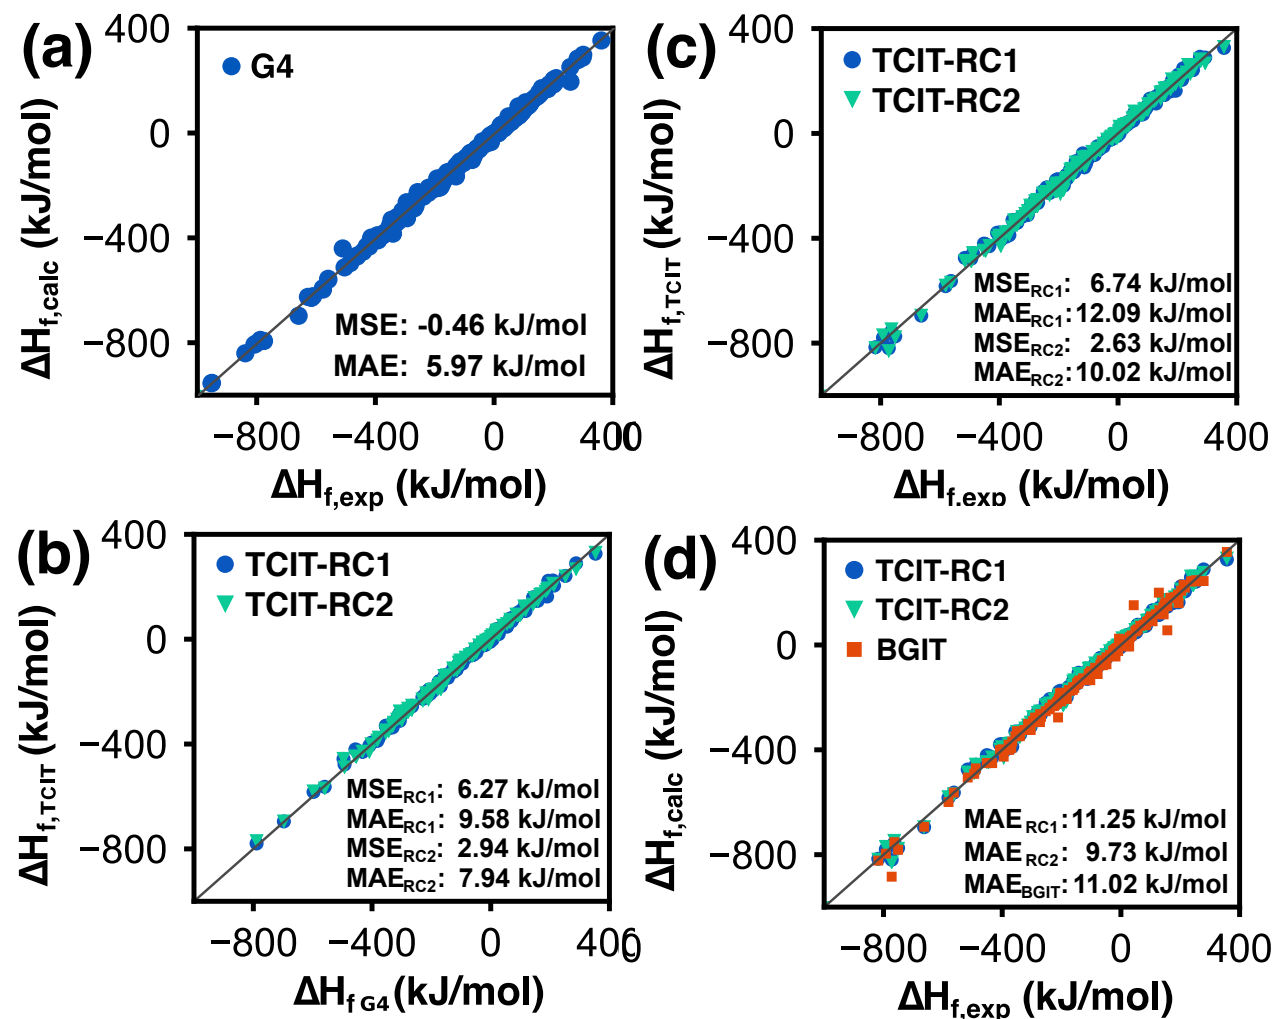 (a)
400
0
−400
−800
ΔHf,calc (kJ/mol)
G4
MSE: -0.46 kJ/mol
MAE: 5.97 kJ/mol
−800 −400 0 400
ΔHf,exp (kJ/mol)
(c)
400
0
−400
−800
ΔHf,TCIT (kJ/mol)
TCIT-RC1
TCIT-RC2
MSERC1: 6.74 kJ/mol
MAERC1: 12.09 kJ/mol
MSERC2: 2.63 kJ/mol
MAERC2: 10.02 kJ/mol
−800 −400 0 400
ΔHf.exp (kJ/mol)
(b)
400
0
−400
−800
ΔHf,TCIT (kJ/mol)
TCIT-RC1
TCIT-RC2
MSERC1: 6.27 kJ/mol
MAERC1: 9.58 kJ/mol
MSERC2: 2.94 kJ/mol
MAERC2: 7.94 kJ/mol
−800 −400 0 400
ΔHf G4 (kJ/mol)
(d)
400
0
−400
−800
ΔHf,calc (kJ/mol)
TCIT-RC1
TCIT-RC2
BGIT
MAE RC1: 11.25 kJ/mol
MAE RC2: 9.73 kJ/mol
MAEBGIT: 11.02 kJ/mol
−800 −400 0 400
ΔHf,exp (kJ/mol)